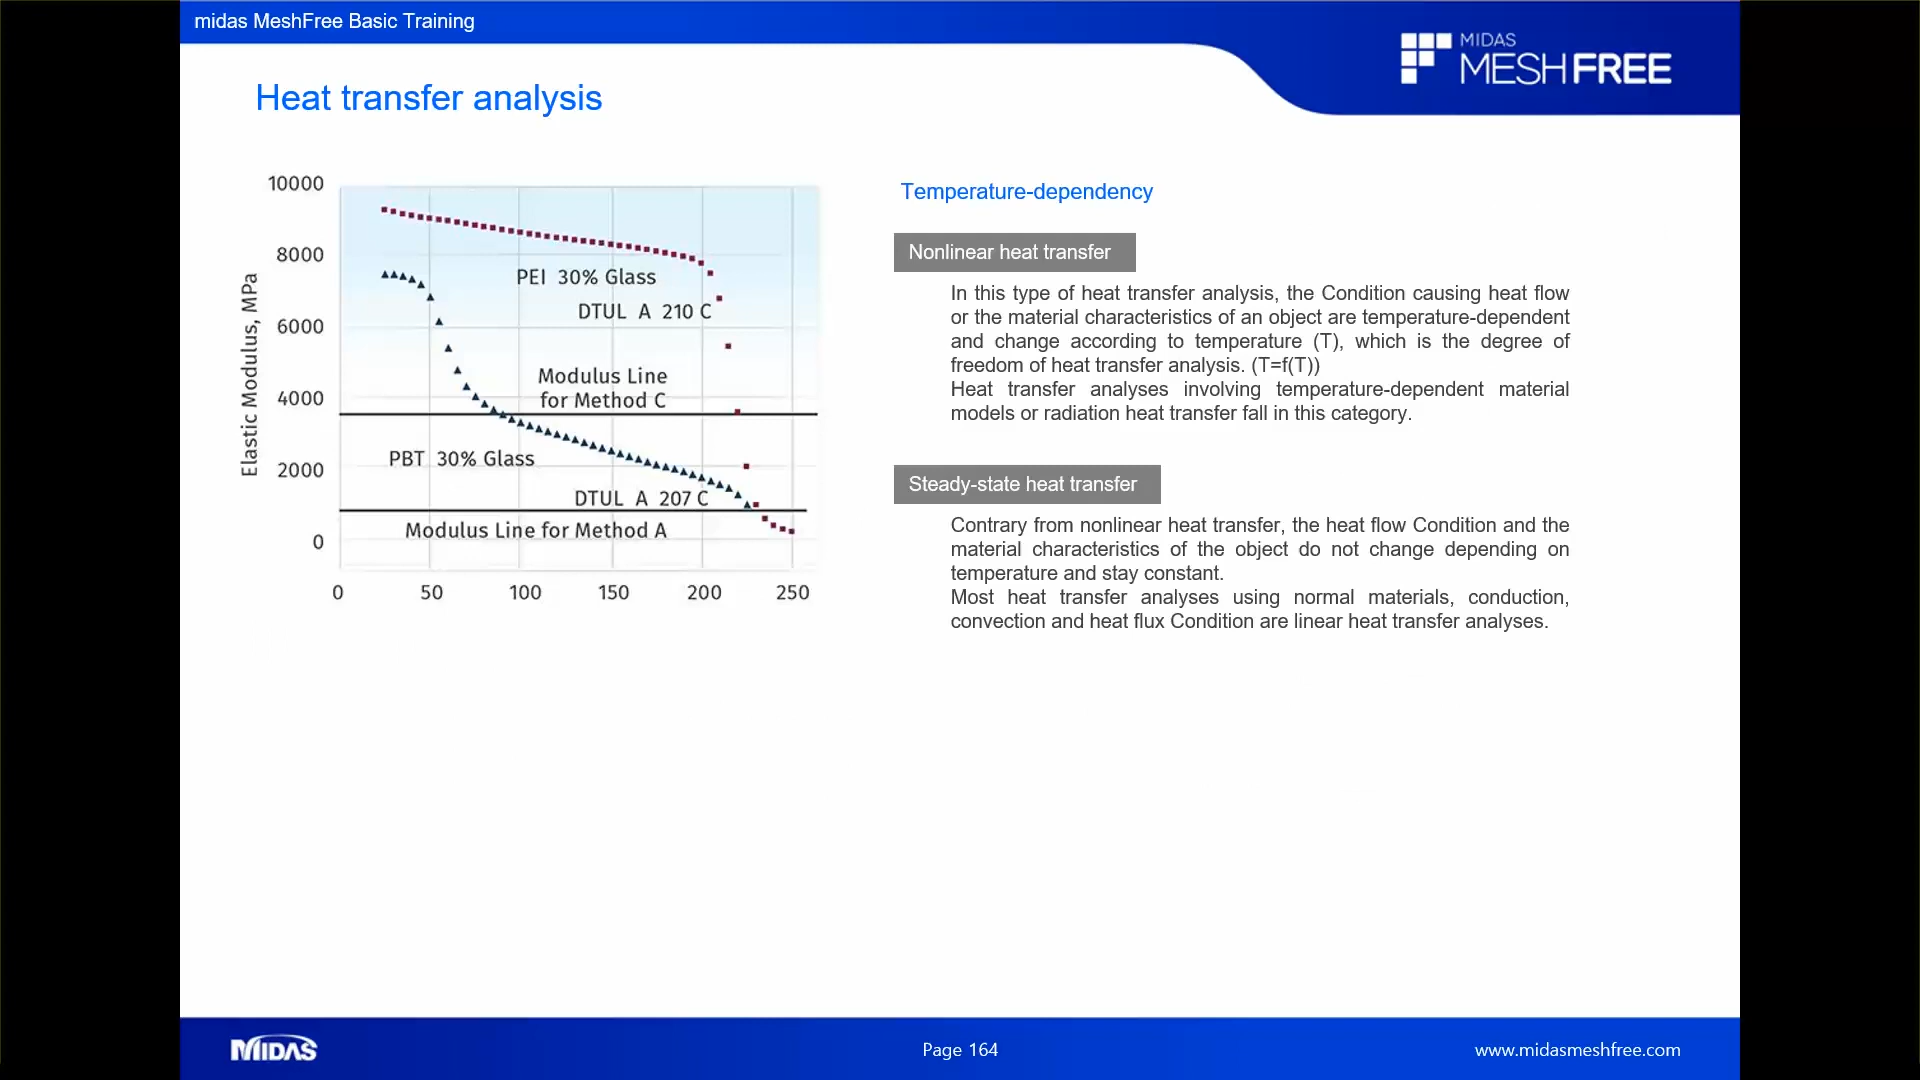 midas MeshFree Basic Training
MIDAS
MESHFREE
Heat transfer analysis
10000
8000
6000
4000
2000
0
Elastic Modulus, MPa
PEI 30% Glass
DTUL A 210 C
Modulus Line
for Method C
PBT 30% Glass
DTUL A 207 C
Modulus Line for Method A
0 50 100 150 200 250
Temperature-dependency
Nonlinear heat transfer
In this type of heat transfer analysis, the Condition causing heat flow
or the material characteristics of an object are temperature-dependent
and change according to temperature (T), which is the degree of
freedom of heat transfer analysis. (T=f(T))
Heat transfer analyses involving temperature-dependent material
models or radiation heat transfer fall in this category.
Steady-state heat transfer
Contrary from nonlinear heat transfer, the heat flow Condition and the
material characteristics of the object do not change depending on
temperature and stay constant.
Most heat transfer analyses using normal materials, conduction,
convection and heat flux Condition are linear heat transfer analyses.
MIDAS
Page 164
www.midasmeshfree.com